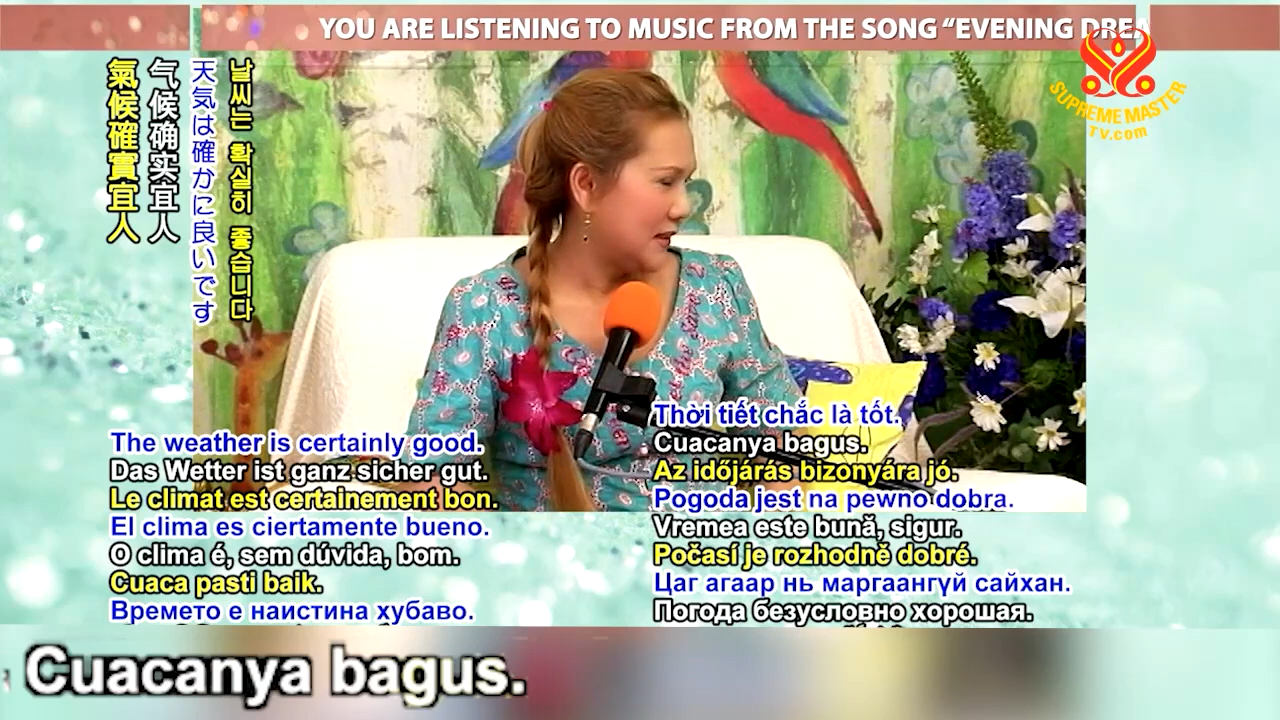 YOU ARE LISTENING TO MUSIC FROM THE SONG “EVENING DREA
SUPREME MASTER
TV.com
氣候確實宜人
气候确实宜人
天気は確かに良いです
날씨는 확실히 좋습니다
The weather is certainly good.
Das Wetter ist ganz sicher gut.
Le climat est certainement bon.
El clima es ciertamente bueno.
O clima é, sem dúvida, bom.
Cuaca pasti baik.
Времето е наистина хубаво.
Thời tiết chắc là tốt.
Cuacanya bagus.
Az időjárás bizonyára jó.
Pogoda jest na pewno dobra.
Vremea este bună, sigur.
Počasí je rozhodně dobré.
Цаг агаар нь маргаангүй сайхан.
Погода безусловно хорошая.
Cuacanya bagus.